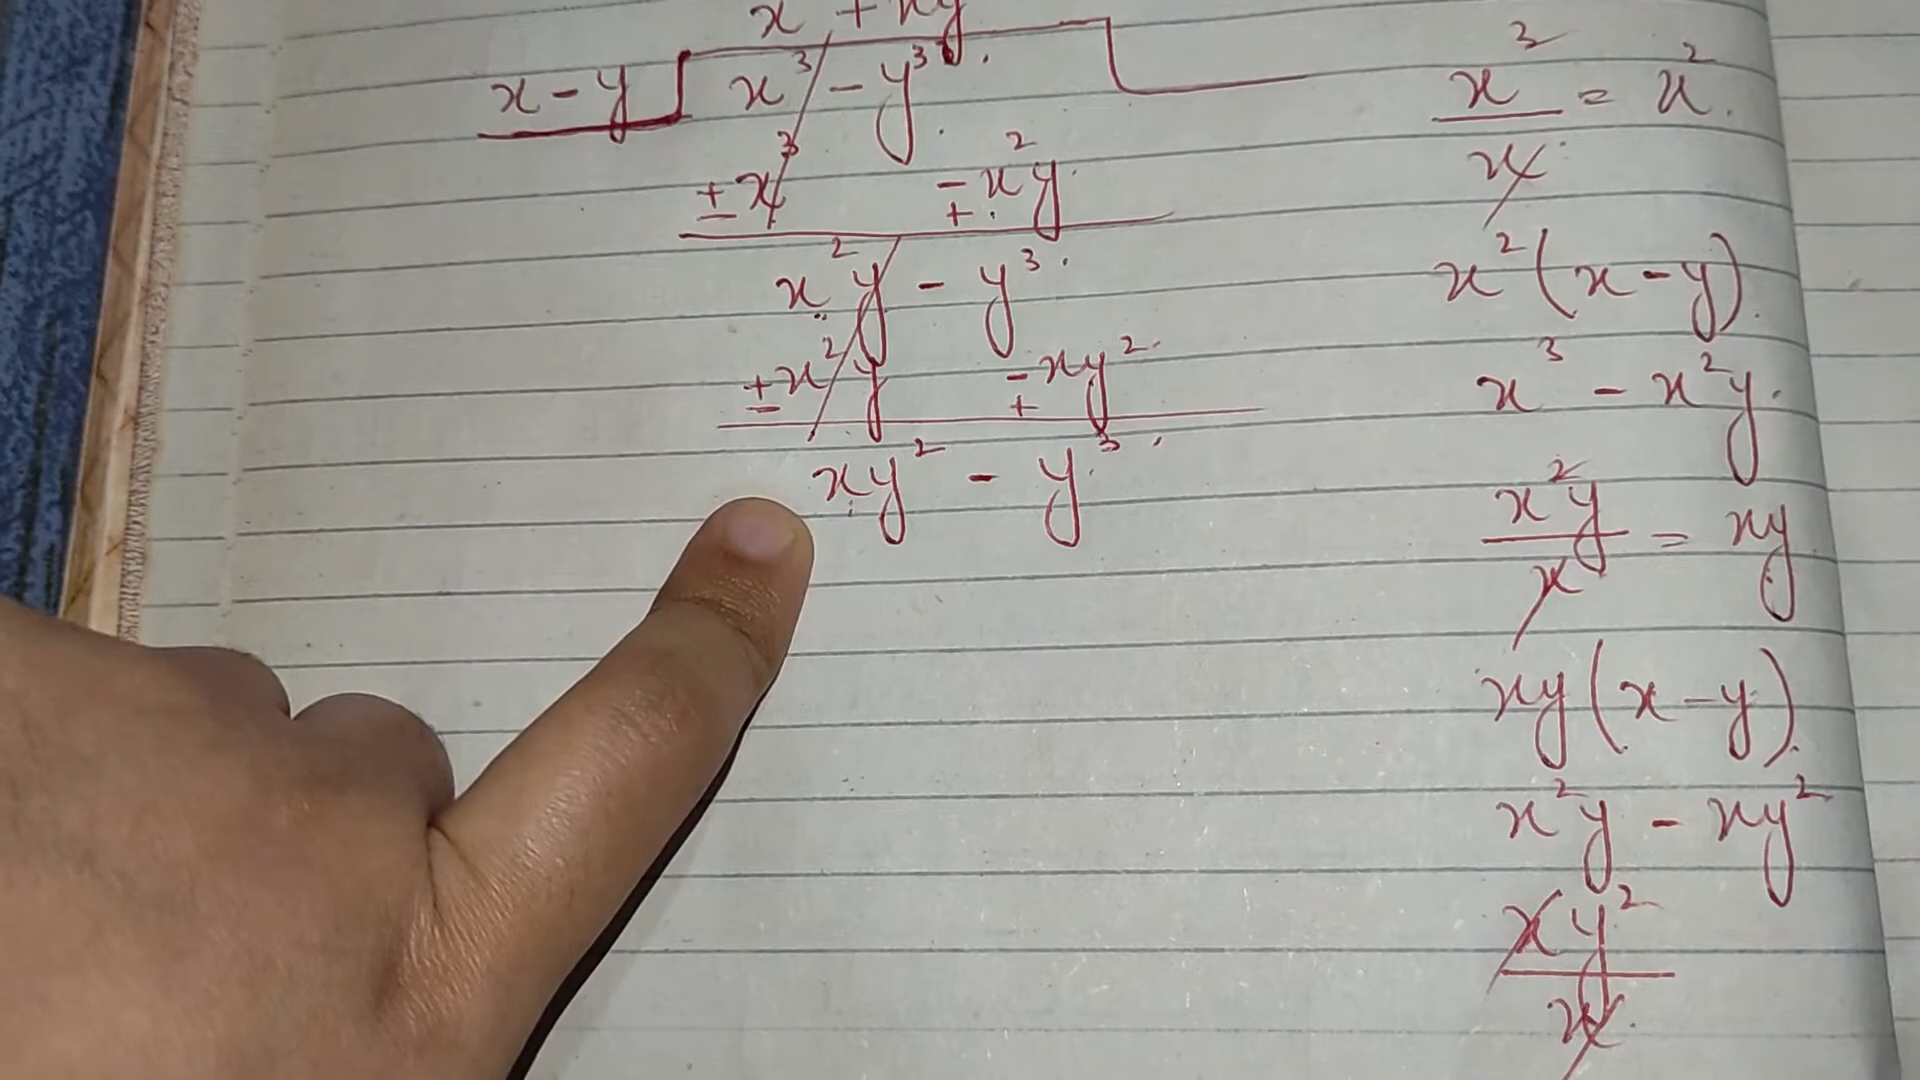 x + xy
x - y x³ - y³
± x³ - x²y
+
x²y - y³
± x²y - xy²
+
xy² - y³
x³/x = x²
x²(x - y)
x³ - x²y
x²y/x = xy
xy(x - y)
x²y - xy²
xy²/x